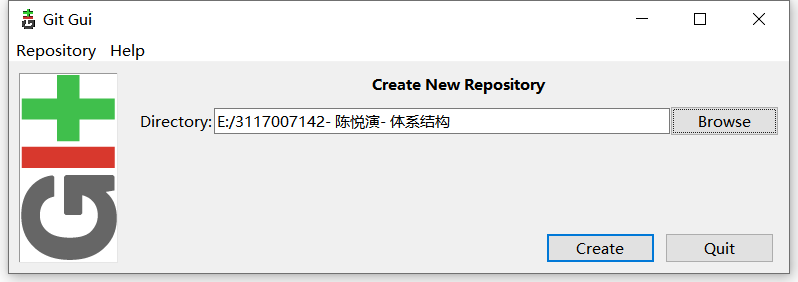 Git Gui
Repository Help
Create New Repository
Directory: E:/3117007142- 陈悦演- 体系结构 Browse
Create Quit
GIT